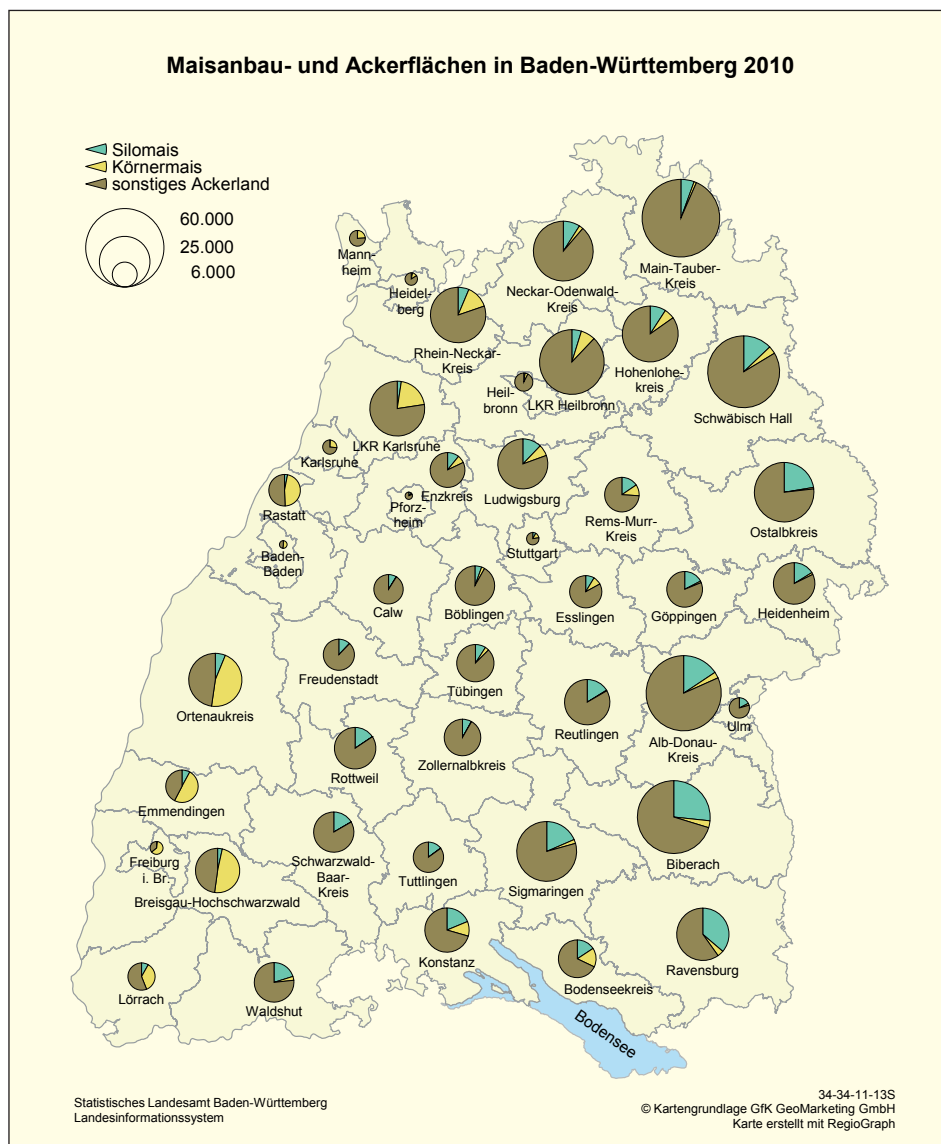 Maisanbau- und Ackerflächen in Baden-Württemberg 2010
Silomais
Körnermais
sonstiges Ackerland
60.000
25.000
6.000
Mann-
heim
Heidel-
berg
Neckar-Odenwald-
Kreis
Main-Tauber-
Kreis
Rhein-Neckar-
Kreis
Heil-
bronn
LKR Heilbronn
Hohenlohe-
kreis
Schwäbisch Hall
LKR Karlsruhe
Karlsruhe
Enzkreis
Ludwigsburg
Rems-Murr-
Kreis
Ostalbkreis
Rastatt
Pforz-
heim
Stuttgart
Baden-
Baden
Calw
Böblingen
Esslingen
Göppingen
Heidenheim
Freudenstadt
Tübingen
Ortenaukreis
Reutlingen
Alb-Donau-
Kreis
Ulm
Rottweil
Zollernalbkreis
Emmendingen
Freiburg
i. Br.
Breisgau-Hochschwarzwald
Schwarzwald-
Baar-
Kreis
Tuttlingen
Sigmaringen
Biberach
Konstanz
Bodenseekreis
Ravensburg
Lörrach
Waldshut
Bodensee
Statistisches Landesamt Baden-Württemberg
Landesinformationssystem
34-34-11-13S
© Kartengrundlage GfK GeoMarketing GmbH
Karte erstellt mit RegioGraph